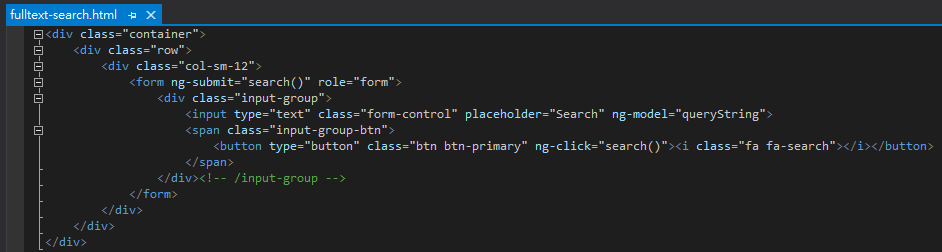 fulltext-search.html
<div class="container">
    <div class="row">
        <div class="col-sm-12">
            <form ng-submit="search()" role="form">
                <div class="input-group">
                    <input type="text" class="form-control" placeholder="Search" ng-model="queryString">
                    <span class="input-group-btn">
                        <button type="button" class="btn btn-primary" ng-click="search()"><i class="fa fa-search"></i></button>
                    </span>
                </div><!-- /input-group -->
            </form>
        </div>
    </div>
</div>